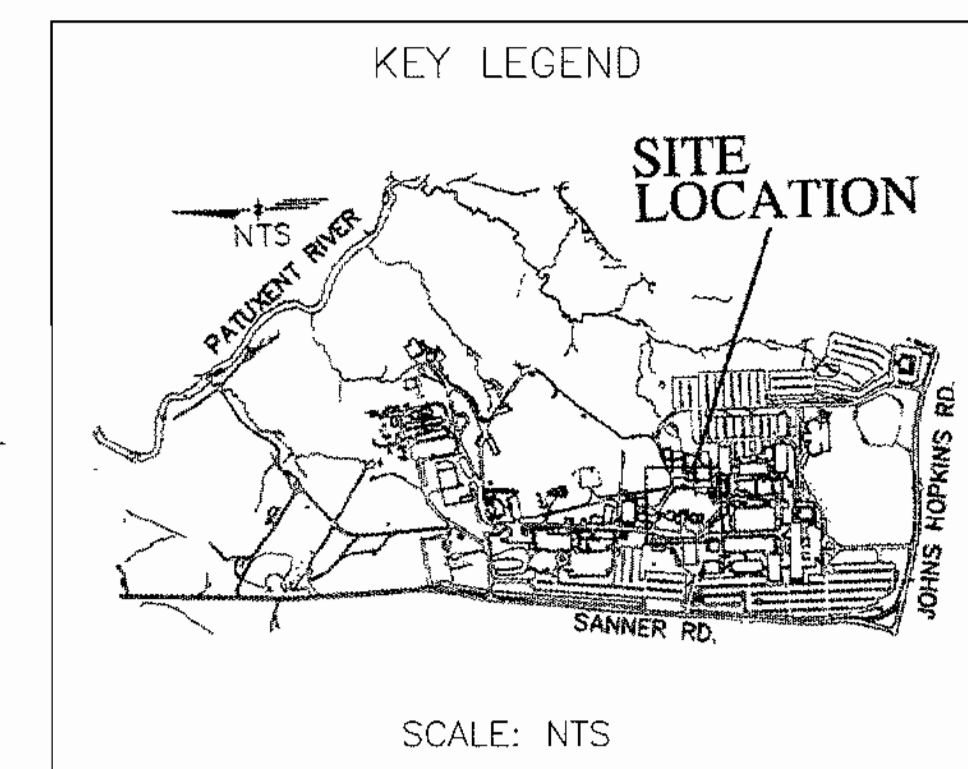 KEY LEGEND
SITE
LOCATION
NTS
PATUXENT RIVER
JOHNS HOPKINS RD.
SANNER RD.
SCALE: NTS